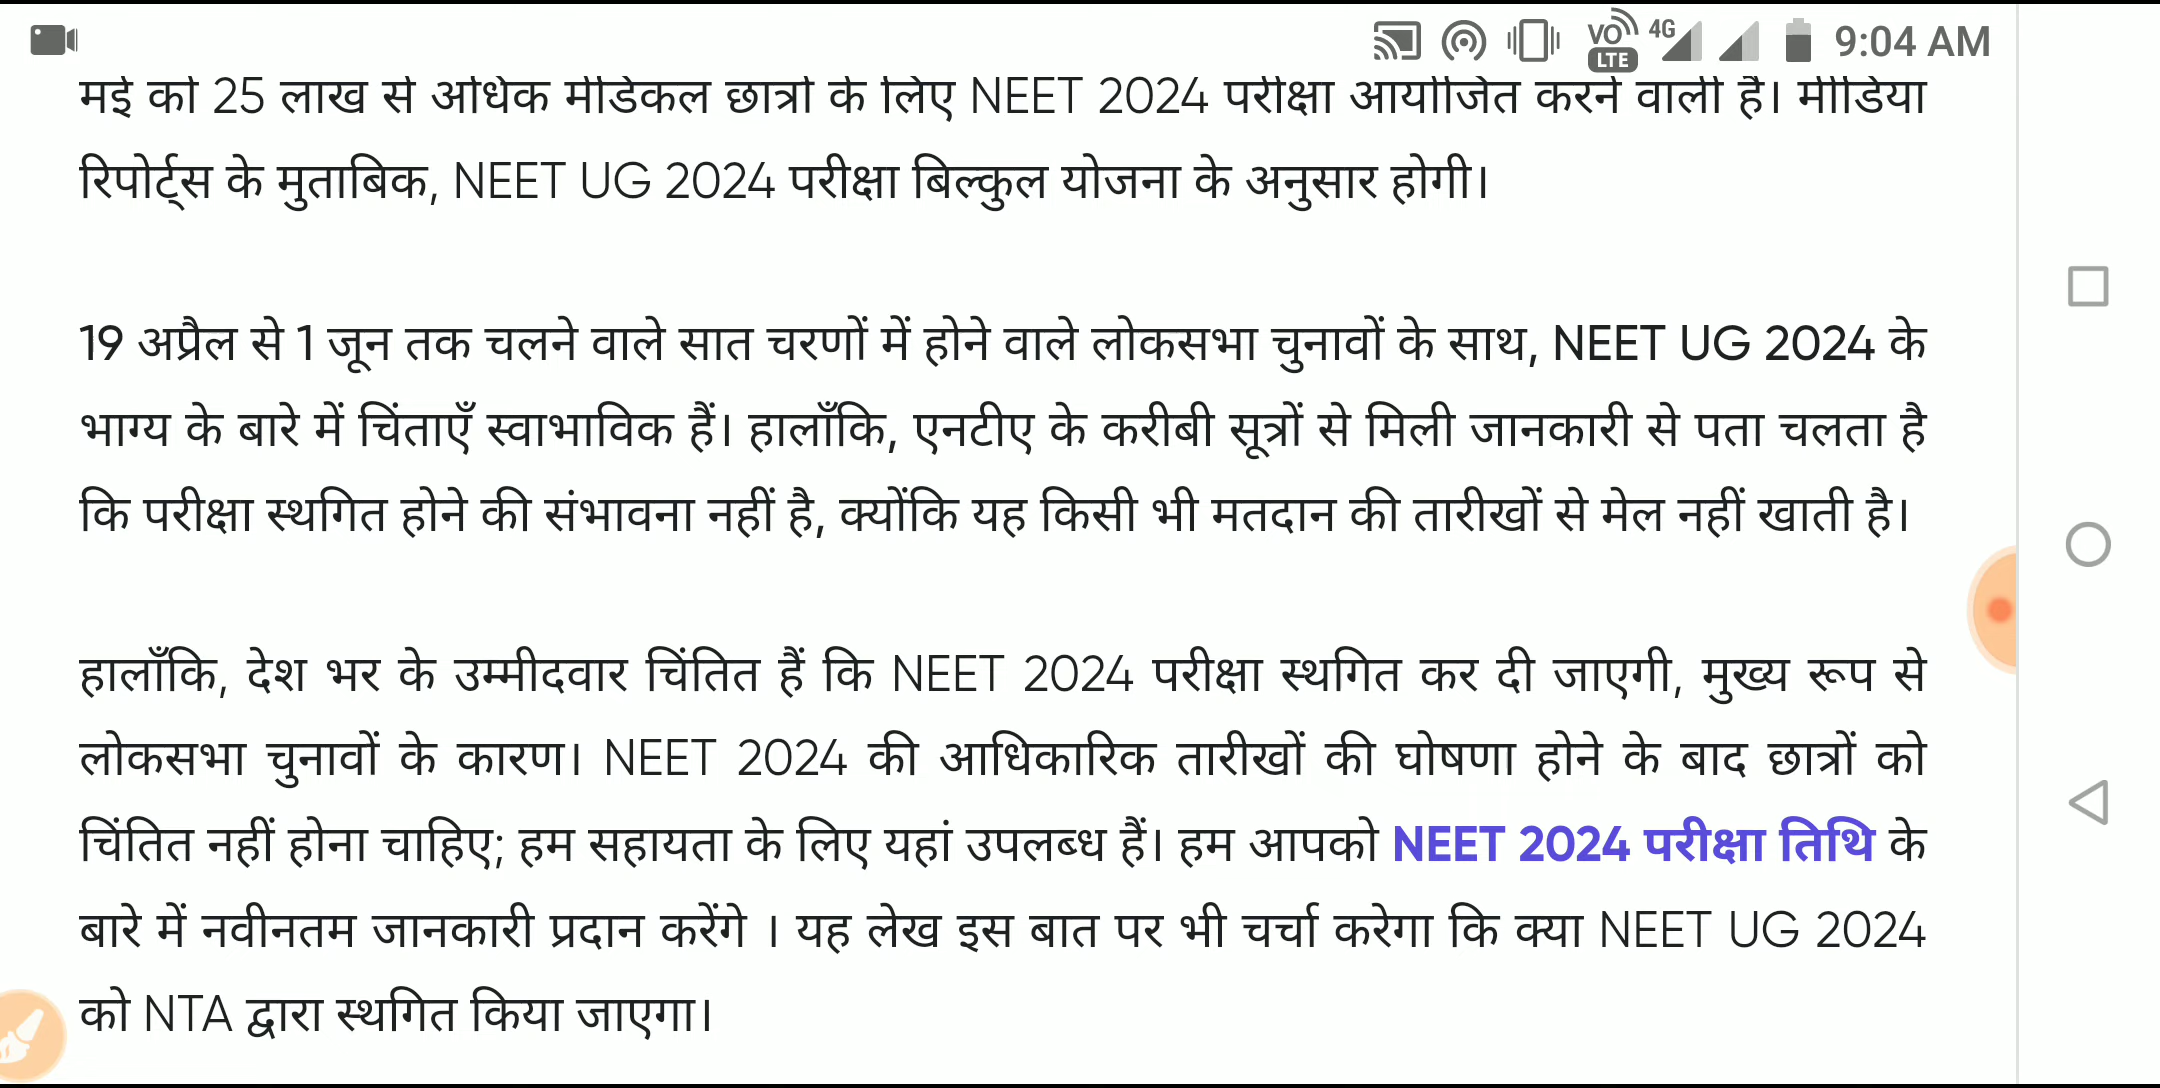 VO LTE 4G 9:04 AM
मई को 25 लाख से अधिक मेडिकल छात्रों के लिए NEET 2024 परीक्षा आयोजित करने वाली है। मीडिया
रिपोर्ट्स के मुताबिक, NEET UG 2024 परीक्षा बिल्कुल योजना के अनुसार होगी।
19 अप्रैल से 1 जून तक चलने वाले सात चरणों में होने वाले लोकसभा चुनावों के साथ, NEET UG 2024 के
भाग्य के बारे में चिंताएँ स्वाभाविक हैं। हालाँकि, एनटीए के करीबी सूत्रों से मिली जानकारी से पता चलता है
कि परीक्षा स्थगित होने की संभावना नहीं है, क्योंकि यह किसी भी मतदान की तारीखों से मेल नहीं खाती है।
हालाँकि, देश भर के उम्मीदवार चिंतित हैं कि NEET 2024 परीक्षा स्थगित कर दी जाएगी, मुख्य रूप से
लोकसभा चुनावों के कारण। NEET 2024 की आधिकारिक तारीखों की घोषणा होने के बाद छात्रों को
चिंतित नहीं होना चाहिए; हम सहायता के लिए यहां उपलब्ध हैं। हम आपको NEET 2024 परीक्षा तिथि के
बारे में नवीनतम जानकारी प्रदान करेंगे । यह लेख इस बात पर भी चर्चा करेगा कि क्या NEET UG 2024
को NTA द्वारा स्थगित किया जाएगा।